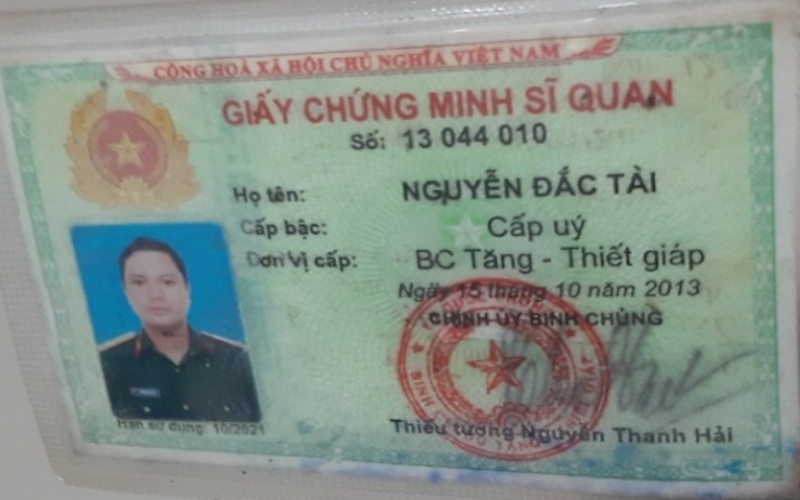 CỘNG HOÀ XÃ HỘI CHỦ NGHĨA VIỆT NAM
GIẤY CHỨNG MINH SĨ QUAN
Số: 13 044 010
Họ tên: NGUYỄN ĐẮC TÀI
Cấp bậc: Cấp uý
Đơn vị cấp: BC Tăng - Thiết giáp
Ngày 15 tháng 10 năm 2013
CHÍNH ỦY BINH CHỦNG
Hạn sử dụng: 10/2021
Thiếu tướng Nguyễn Thanh Hải